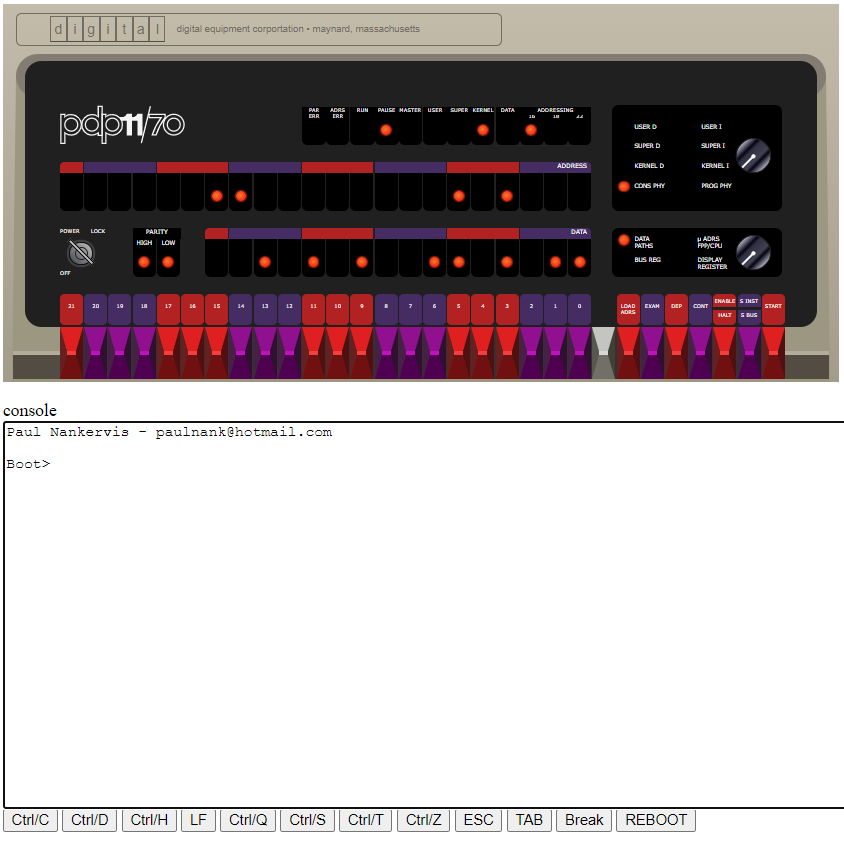 digital digital equipment corportation • maynard, massachusetts
pdp11/70
PAR ERR ADRS ERR RUN PAUSE MASTER USER SUPER KERNEL DATA ADDRESSING 16 18 22
USER D USER I
SUPER D SUPER I
KERNEL D KERNEL I
CONS PHY PROG PHY
ADDRESS
POWER LOCK
OFF
PARITY
HIGH LOW
DATA
DATA PATHS µ ADRS FPP/CPU
BUS REG DISPLAY REGISTER
21 20 19 18 17 16 15 14 13 12 11 10 9 8 7 6 5 4 3 2 1 0
LOAD ADRS EXAM DEP CONT ENABLE HALT S INST S BUS START
console
Paul Nankervis - paulnank@hotmail.com
Boot>
Ctrl/C Ctrl/D Ctrl/H LF Ctrl/Q Ctrl/S Ctrl/T Ctrl/Z ESC TAB Break REBOOT